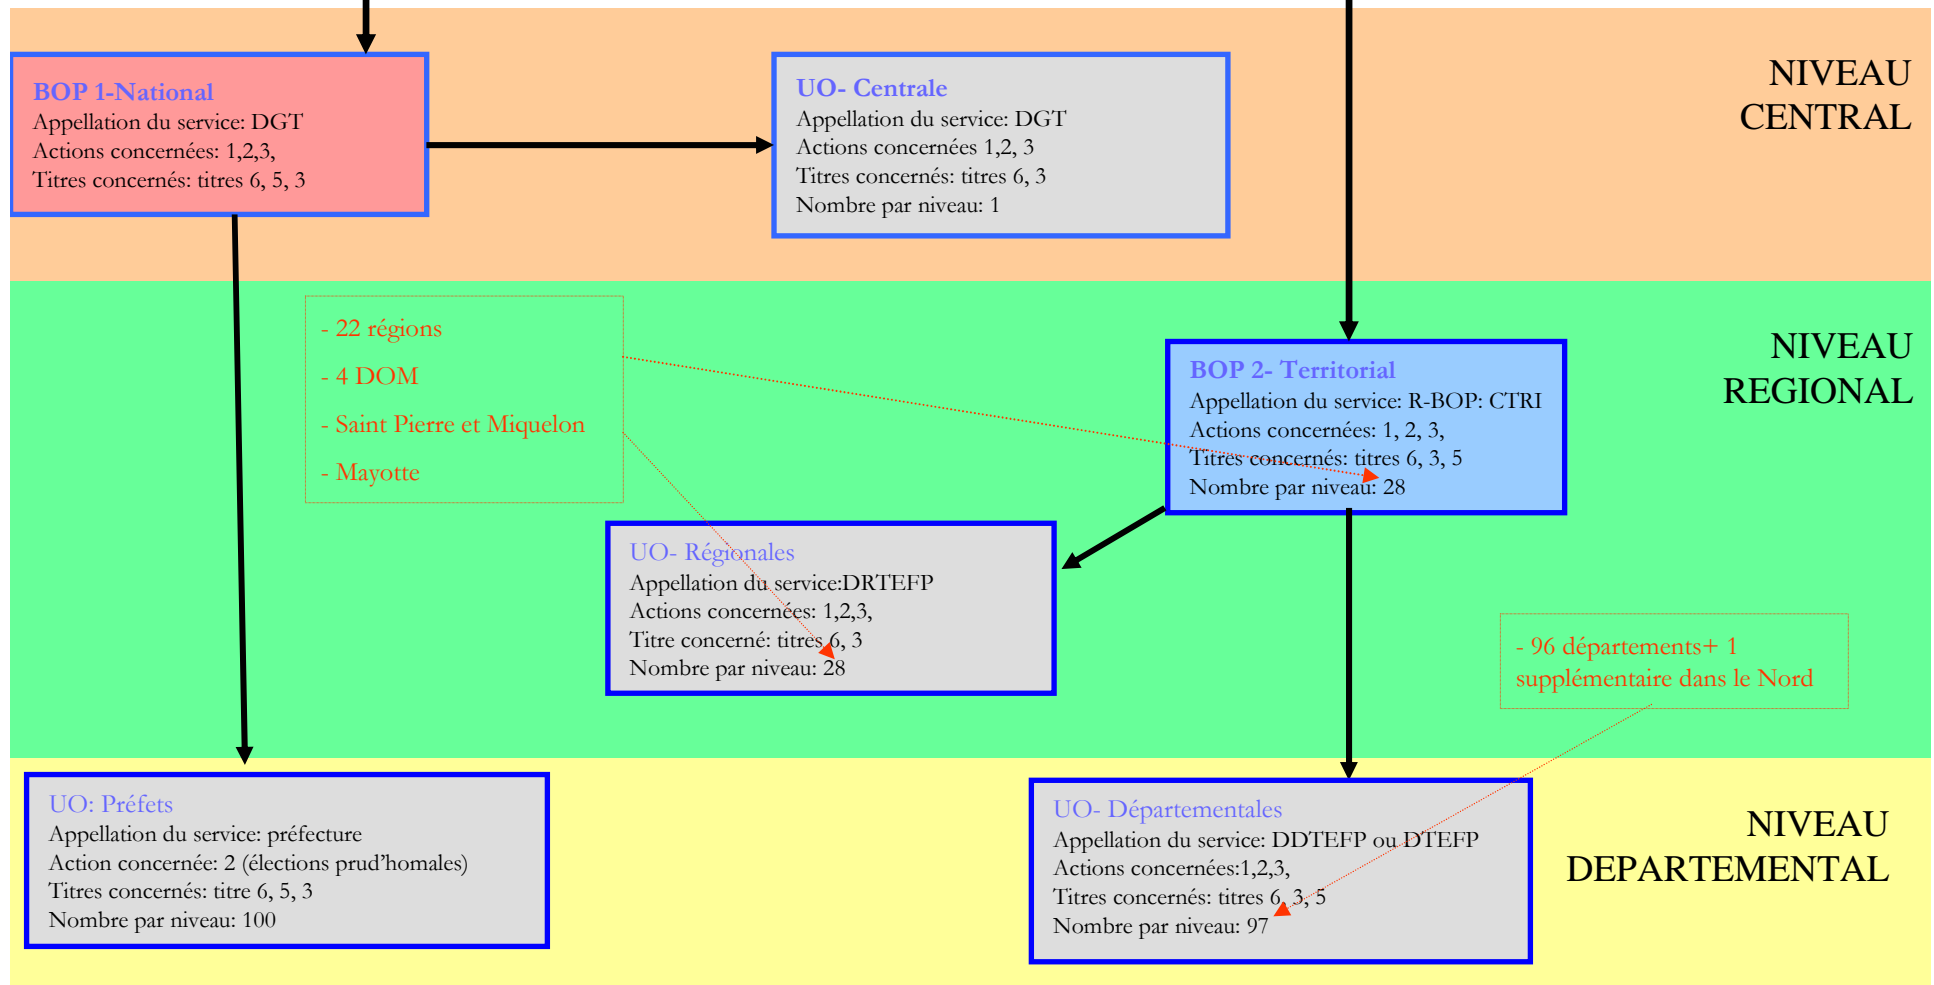 BOP 1-National
Appellation du service: DGT
Actions concernées: 1,2,3,
Titres concernés: titres 6, 5, 3
UO- Centrale
Appellation du service: DGT
Actions concernées 1,2, 3
Titres concernés: titres 6, 3
Nombre par niveau: 1
NIVEAU
CENTRAL
- 22 régions
- 4 DOM
- Saint Pierre et Miquelon
- Mayotte
BOP 2- Territorial
Appellation du service: R-BOP: CTRI
Actions concernées: 1, 2, 3,
Titres concernés: titres 6, 3, 5
Nombre par niveau: 28
NIVEAU
REGIONAL
UO- Régionales
Appellation du service:DRTEFP
Actions concernées: 1,2,3,
Titre concerné: titres 6, 3
Nombre par niveau: 28
- 96 départements+ 1
supplémentaire dans le Nord
UO: Préfets
Appellation du service: préfecture
Action concernée: 2 (élections prud'homales)
Titres concernés: titre 6, 5, 3
Nombre par niveau: 100
UO- Départementales
Appellation du service: DDTEFP ou DTEFP
Actions concernées:1,2,3,
Titres concernés: titres 6, 3, 5
Nombre par niveau: 97
NIVEAU
DEPARTEMENTAL